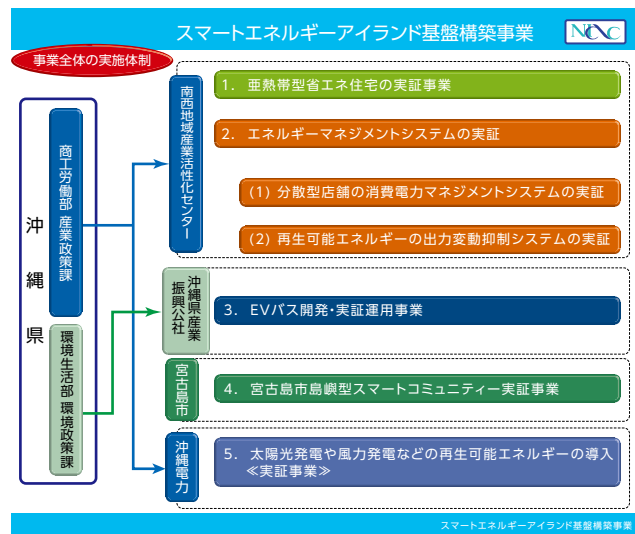 スマートエネルギーアイランド基盤構築事業
事業全体の実施体制
沖縄県
商工労働部 産業政策課
環境生活部 環境政策課
南西地域産業活性化センター
1. 亜熱帯型省エネ住宅の実証事業
2. エネルギーマネジメントシステムの実証
(1) 分散型店舗の消費電力マネジメントシステムの実証
(2) 再生可能エネルギーの出力変動抑制システムの実証
沖縄県産業
振興公社
3. EVバス開発・実証運用事業
宮古島市
4. 宮古島市島嶼型スマートコミュニティー実証事業
沖縄電力
5. 太陽光発電や風力発電などの再生可能エネルギーの導入
≪実証事業≫
スマートエネルギーアイランド基盤構築事業